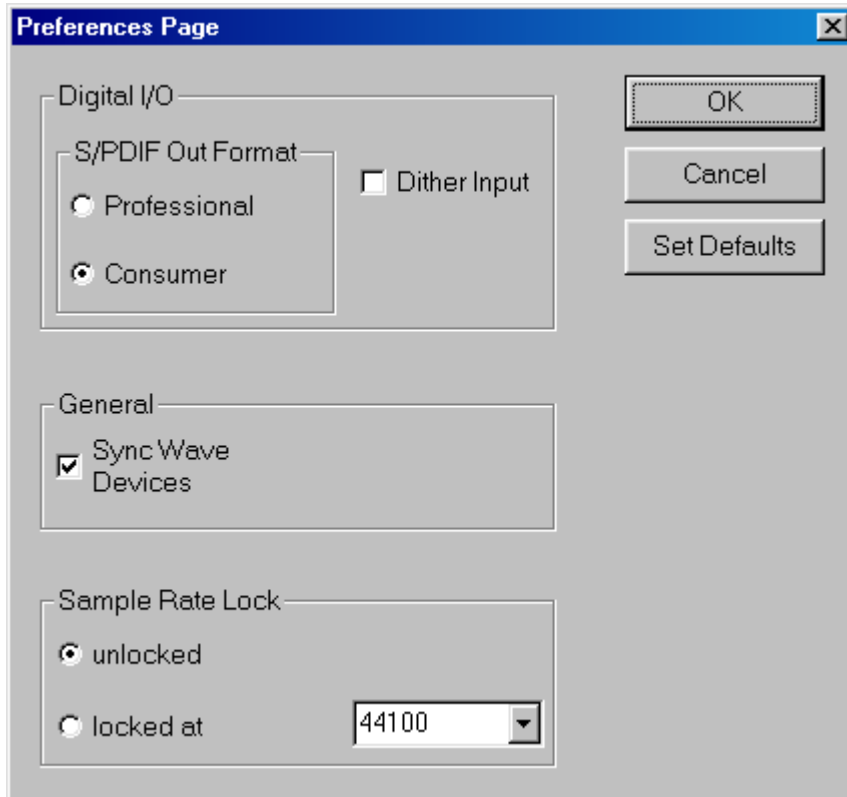 Preferences Page
Digital I/O
S/PDIF Out Format
Professional
Consumer
Dither Input
OK
Cancel
Set Defaults
General
Sync Wave
Devices
Sample Rate Lock
unlocked
locked at
44100